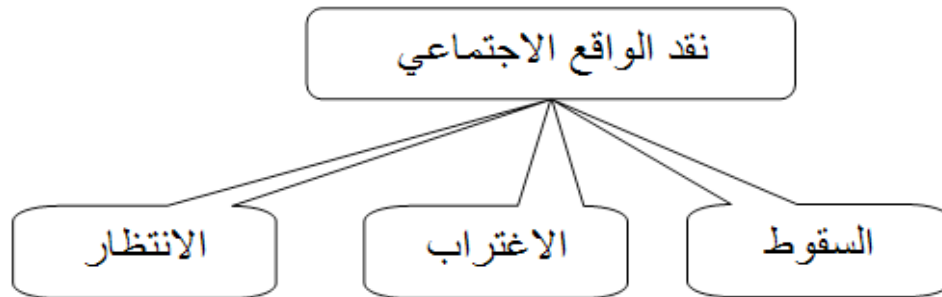 نقد الواقع الاجتماعي
السقوط
الاغتراب
الانتظار